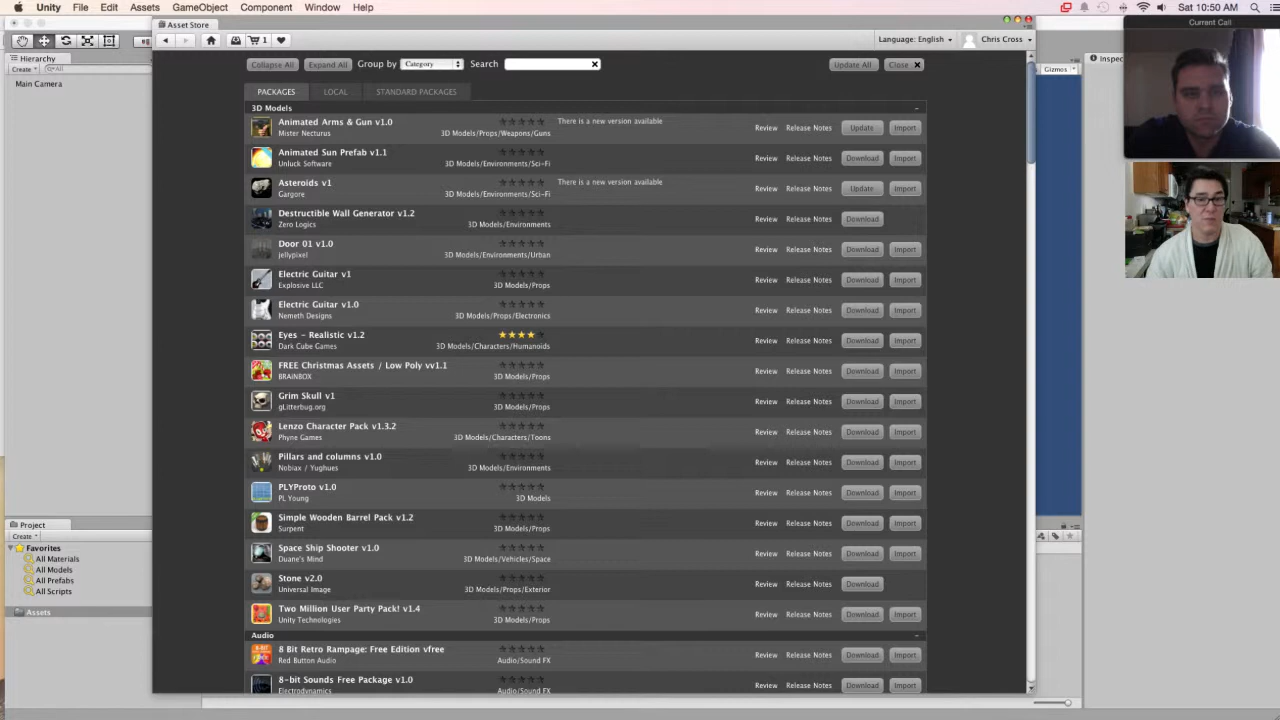 Unity File Edit Assets GameObject Component Window Help Sat 10:50 AM Current Call
Asset Store
1 Language: English Chris Cross
Hierarchy
Create All
Main Camera
Collapse All Expand All Group by Category Search Update All Close
PACKAGES LOCAL STANDARD PACKAGES
3D Models
Animated Arms & Gun v1.0 There is a new version available
Mister Necturus 3D Models/Props/Weapons/Guns Review Release Notes Update Import
Animated Sun Prefab v1.1
Unluck Software 3D Models/Environments/Sci-Fi Review Release Notes Download Import
Asteroids v1 There is a new version available
Gargore 3D Models/Environments/Sci-Fi Review Release Notes Update Import
Destructible Wall Generator v1.2
Zero Logics 3D Models/Environments Review Release Notes Download
Door 01 v1.0
jellypixel 3D Models/Environments/Urban Review Release Notes Download Import
Electric Guitar v1
Explosive LLC 3D Models/Props Review Release Notes Download Import
Electric Guitar v1.0
Nemeth Designs 3D Models/Props/Electronics Review Release Notes Download Import
Eyes - Realistic v1.2
Dark Cube Games 3D Models/Characters/Humanoids Review Release Notes Download Import
FREE Christmas Assets / Low Poly vv1.1
BRAiNBOX 3D Models/Props Review Release Notes Download Import
Grim Skull v1
gLitterbug.org 3D Models/Props Review Release Notes Download Import
Lenzo Character Pack v1.3.2
Phyne Games 3D Models/Characters/Toons Review Release Notes Download Import
Pillars and columns v1.0
Nobiax / Yughues 3D Models/Environments Review Release Notes Download Import
PLYProto v1.0
PL Young 3D Models Review Release Notes Download Import
Simple Wooden Barrel Pack v1.2
Surpent 3D Models/Props Review Release Notes Download Import
Space Ship Shooter v1.0
Duane's Mind 3D Models/Vehicles/Space Review Release Notes Download Import
Stone v2.0
Universal Image 3D Models/Props/Exterior Review Release Notes Download
Two Million User Party Pack! v1.4
Unity Technologies 3D Models/Props Review Release Notes Download Import
Audio
8 Bit Retro Rampage: Free Edition vfree
Red Button Audio Audio/Sound FX Review Release Notes Download Import
8-bit Sounds Free Package v1.0
Electrodynamics Audio/Sound FX Review Release Notes Download Import
Project
Create
Favorites
All Materials
All Models
All Prefabs
All Scripts
Assets
Inspec
Gizmos